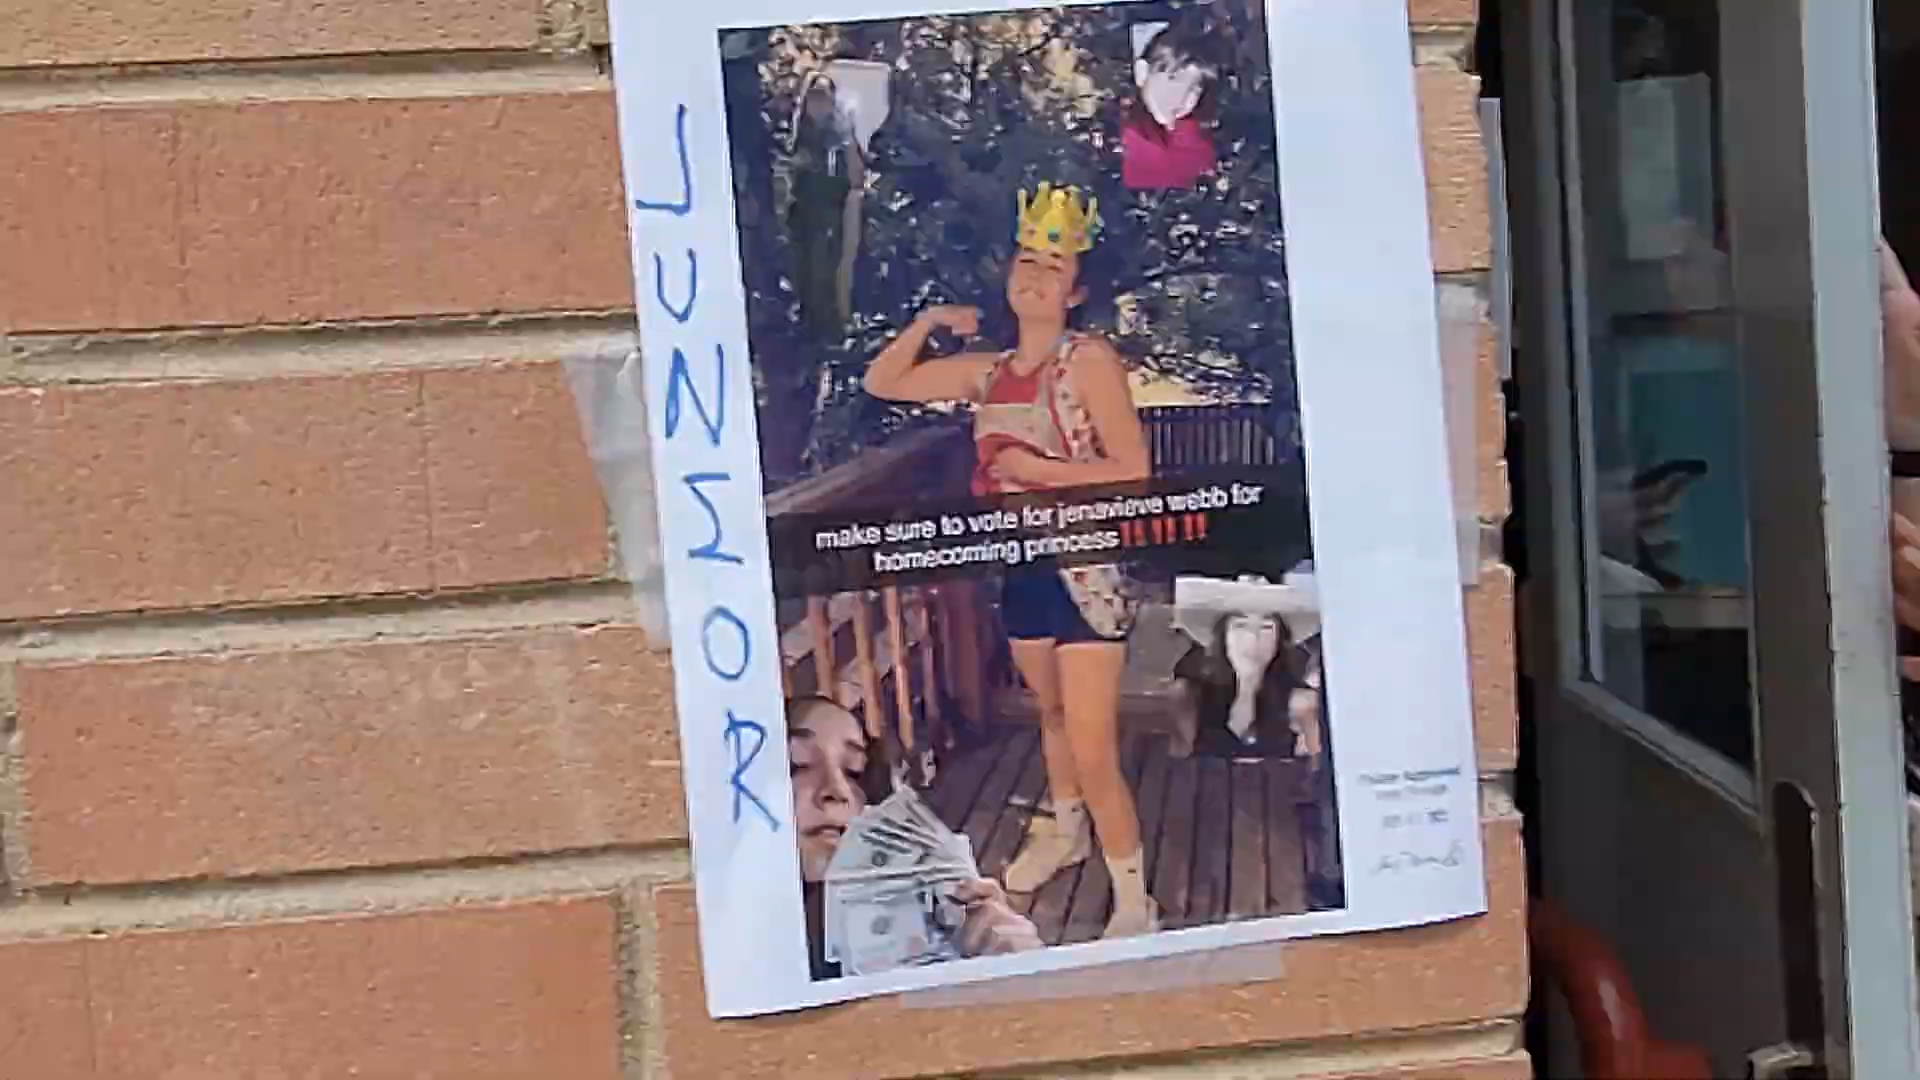 JUNIOR
make sure to vote for jenavieve webb for
homecoming princess‼️‼️‼️